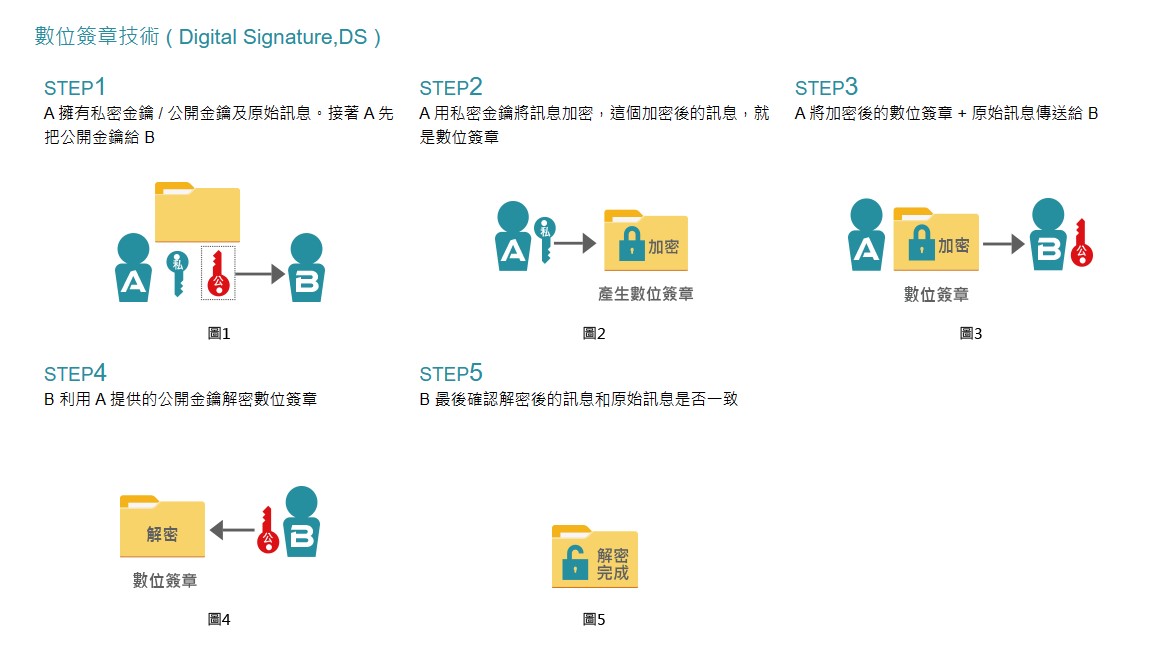 數位簽章技術 ( Digital Signature,DS )
STEP1
A 擁有私密金鑰 / 公開金鑰及原始訊息。接著 A 先
把公開金鑰給 B
A
私
公
B
圖1
STEP2
A 用私密金鑰將訊息加密，這個加密後的訊息，就
是數位簽章
A
私
加密
產生數位簽章
圖2
STEP3
A 將加密後的數位簽章 + 原始訊息傳送給 B
A
加密
B
公
數位簽章
圖3
STEP4
B 利用 A 提供的公開金鑰解密數位簽章
解密
公
B
數位簽章
圖4
STEP5
B 最後確認解密後的訊息和原始訊息是否一致
解密
完成
圖5